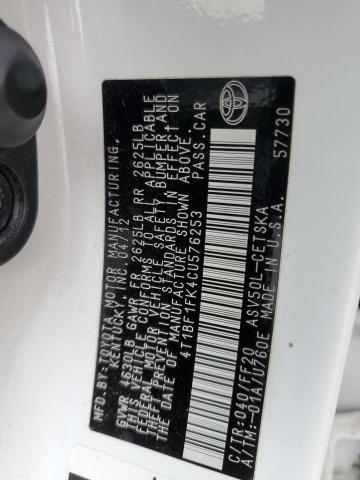 MFD. BY:TOYOTA MOTOR MANUFACTURING,
KENTUCKY, INC. 04/12
GVWR 4630LB GAWR FR 2625LB RR 2625LB
THIS VEHICLE CONFORMS TO ALL APPLICABLE
FEDERAL MOTOR VEHICLE SAFETY, BUMPER, AND
THEFT PREVENTION STANDARDS IN EFFECT ON
THE DATE OF MANUFACTURE SHOWN ABOVE.
4T1BF1FK4CU576253 PASS.CAR
C/TR:040/FF20 ASV50L-CETSKA
A/TM:-01A/U760E MADE IN U.S.A.
57730